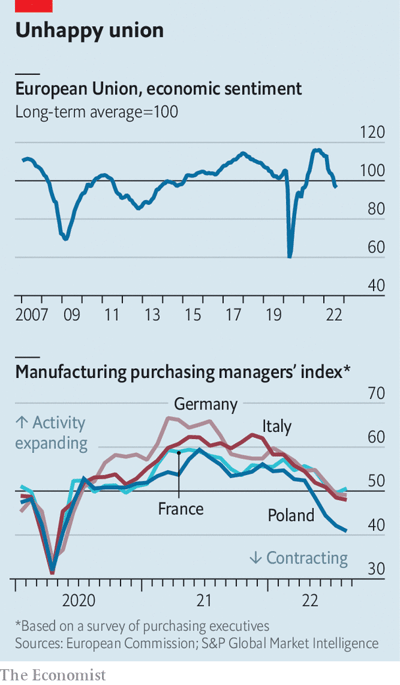 Unhappy union
European Union, economic sentiment
Long-term average=100
120
100
80
60
40
2007 09 11 13 15 17 19 22
Manufacturing purchasing managers’ index*
70
Germany
↑ Activity
expanding
Italy
60
50
France
Poland
40
↓ Contracting
30
2020 21 22
*Based on a survey of purchasing executives
Sources: European Commission; S&P Global Market Intelligence
The Economist